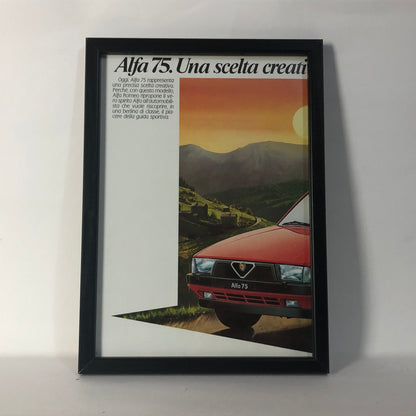 Alfa 75. Una scelta creati
Oggi, Alfa 75 rappresenta
una precisa scelta creativa.
Perché, con questo modello,
Alfa Romeo ripropone il ve-
ro spirito Alfa all'automobili-
sta che vuole riscoprire, in
una berlina di classe, il pia-
cere della guida sportiva.
Alfa 75